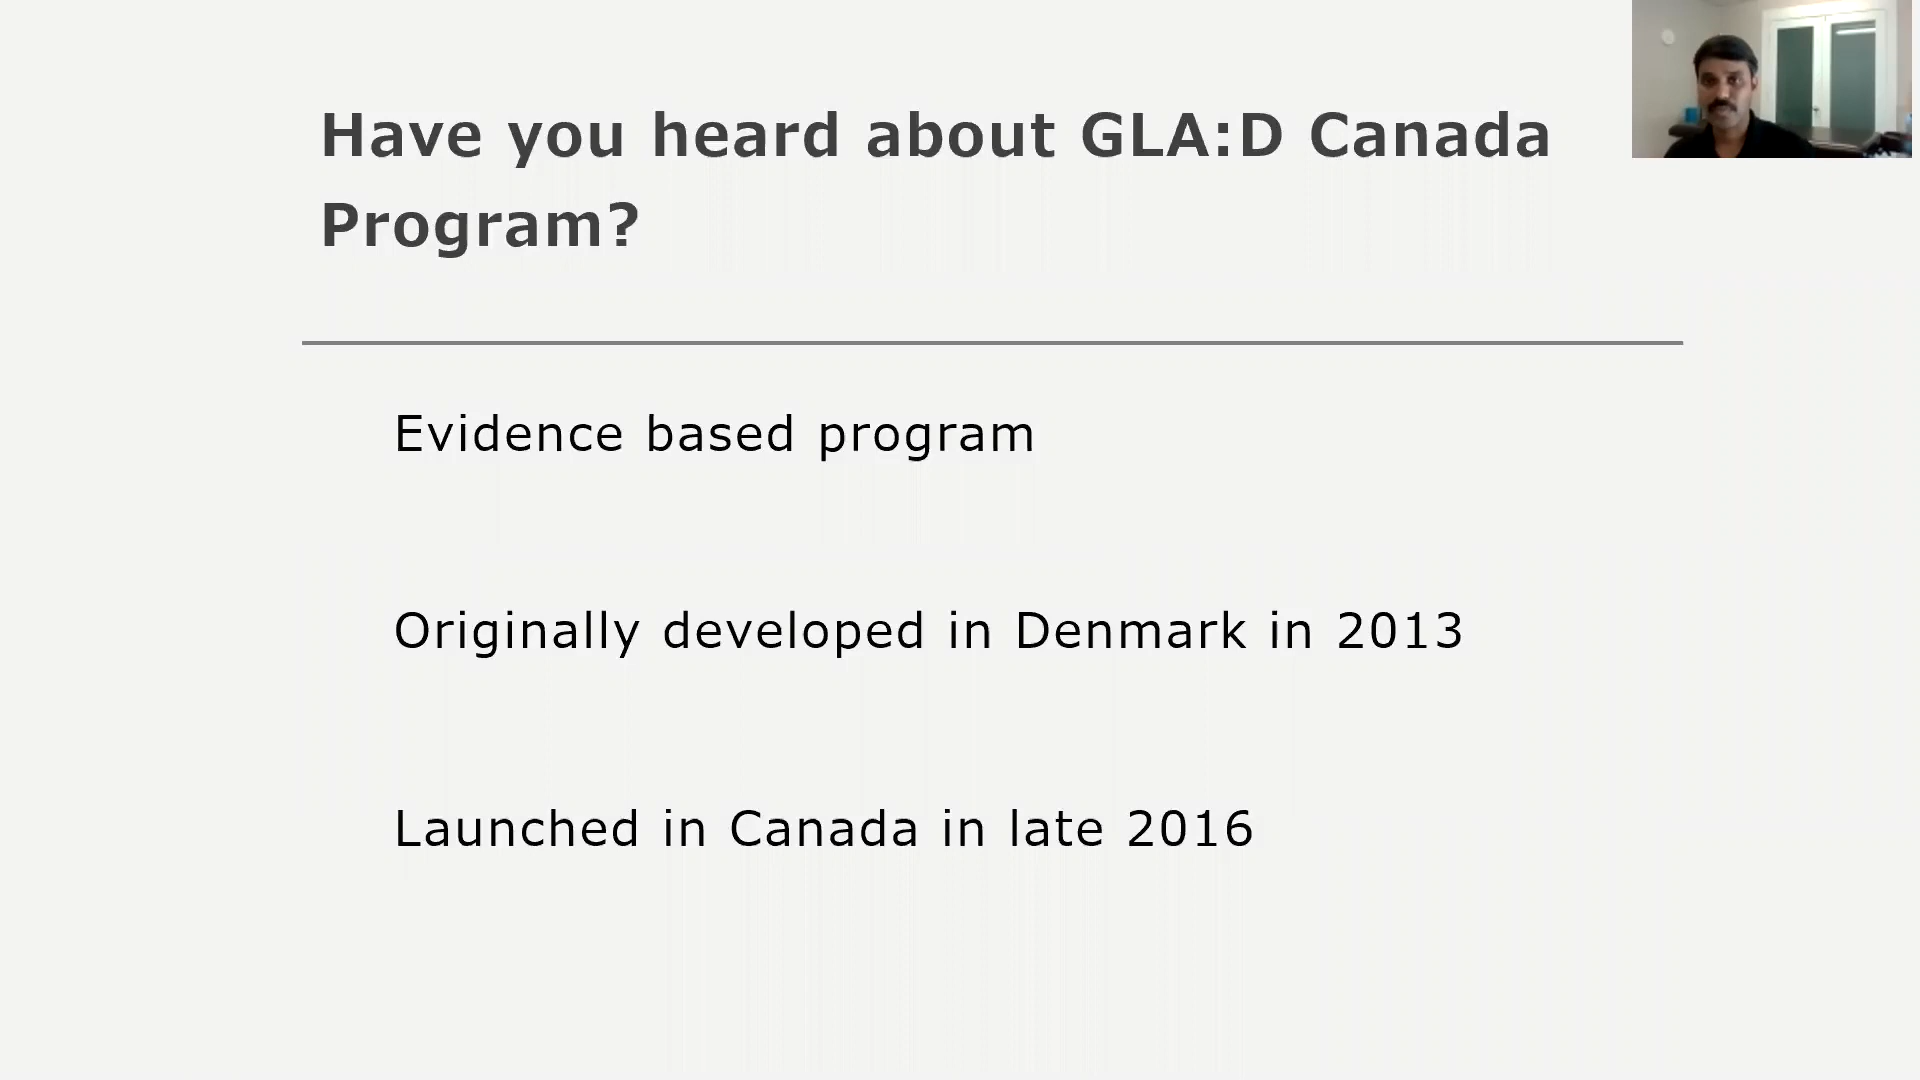 Have you heard about GLA:D Canada
Program?
Evidence based program
Originally developed in Denmark in 2013
Launched in Canada in late 2016